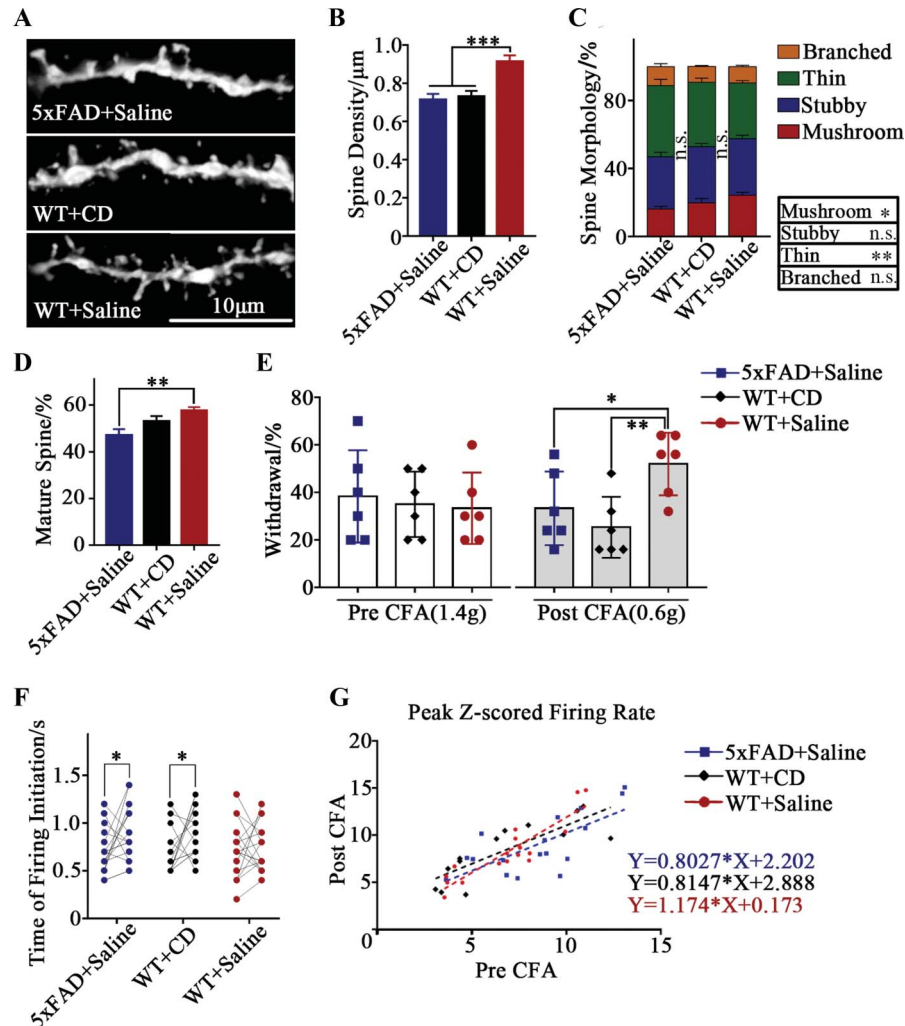 A
5xFAD+Saline
WT+CD
WT+Saline
10μm
B
Spine Density/μm
1.0
0.8
0.6
0.4
0.2
0
***
5xFAD+Saline
WT+CD
WT+Saline
C
Spine Morphology/%
80
40
0
n.s.
n.s.
5xFAD+Saline
WT+CD
WT+Saline
Branched
Thin
Stubby
Mushroom
Mushroom *
Stubby n.s.
Thin **
Branched n.s.
D
Mature Spine/%
60
40
20
0
**
5xFAD+Saline
WT+CD
WT+Saline
E
Withdrawal/%
80
60
40
20
0
*
**
Pre CFA(1.4g)
Post CFA(0.6g)
5xFAD+Saline
WT+CD
WT+Saline
F
Time of Firing Initiation/s
1.5
1.0
0.5
0
*
*
5xFAD+Saline
WT+CD
WT+Saline
G
Peak Z-scored Firing Rate
Post CFA
20
15
10
5
0
5
10
15
Pre CFA
5xFAD+Saline
WT+CD
WT+Saline
Y=0.8027*X+2.202
Y=0.8147*X+2.888
Y=1.174*X+0.173